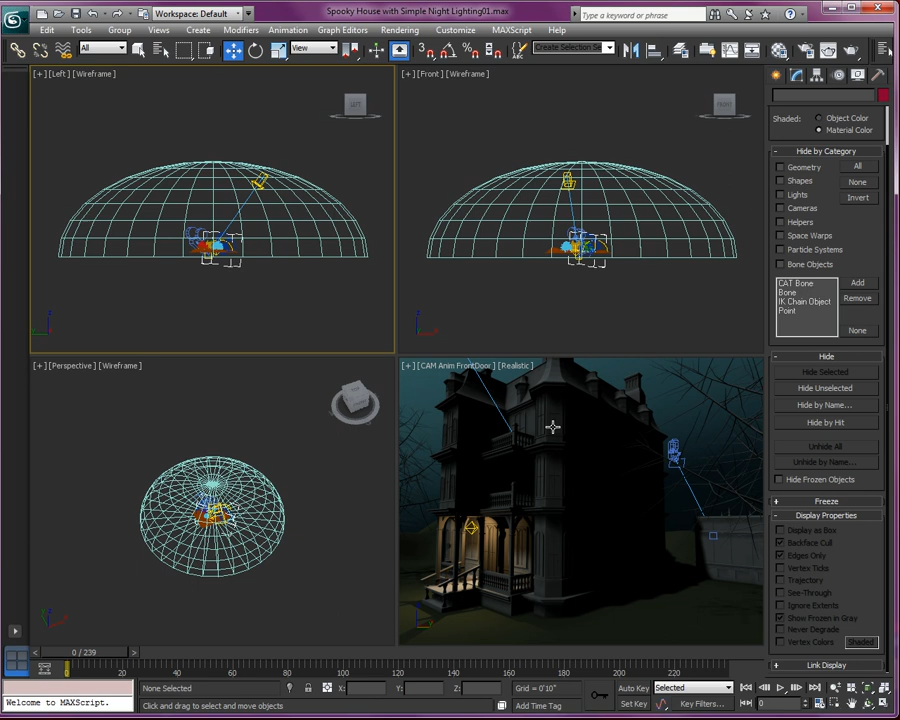 Workspace: Default
Spooky House with Simple Night Lighting01.max
Type a keyword or phrase
Edit Tools Group Views Create Modifiers Animation Graph Editors Rendering Customize MAXScript Help
All
View
Create Selection Se
[+] [Left] [Wireframe]
LEFT
[+] [Front] [Wireframe]
FRONT
[+] [Perspective] [Wireframe]
[+] [CAM Anim FrontDoor] [Realistic]
Shaded: Object Color
Material Color
Hide by Category
Geometry All
Shapes None
Lights Invert
Cameras
Helpers
Space Warps
Particle Systems
Bone Objects
CAT Bone
Bone
IK Chain Object
Point
Add
Remove
None
Hide
Hide Selected
Hide Unselected
Hide by Name...
Hide by Hit
Unhide All
Unhide by Name...
Hide Frozen Objects
Freeze
Display Properties
Display as Box
Backface Cull
Edges Only
Vertex Ticks
Trajectory
See-Through
Ignore Extents
Show Frozen in Gray
Never Degrade
Vertex Colors Shaded
Link Display
0 / 239
20 40 60 80 100 120 140 160 180 200 220
None Selected
X: Y: Z:
Grid = 0'10"
Auto Key Selected
Welcome to MAXScript.
Click and drag to select and move objects
Add Time Tag
Set Key Key Filters...
0